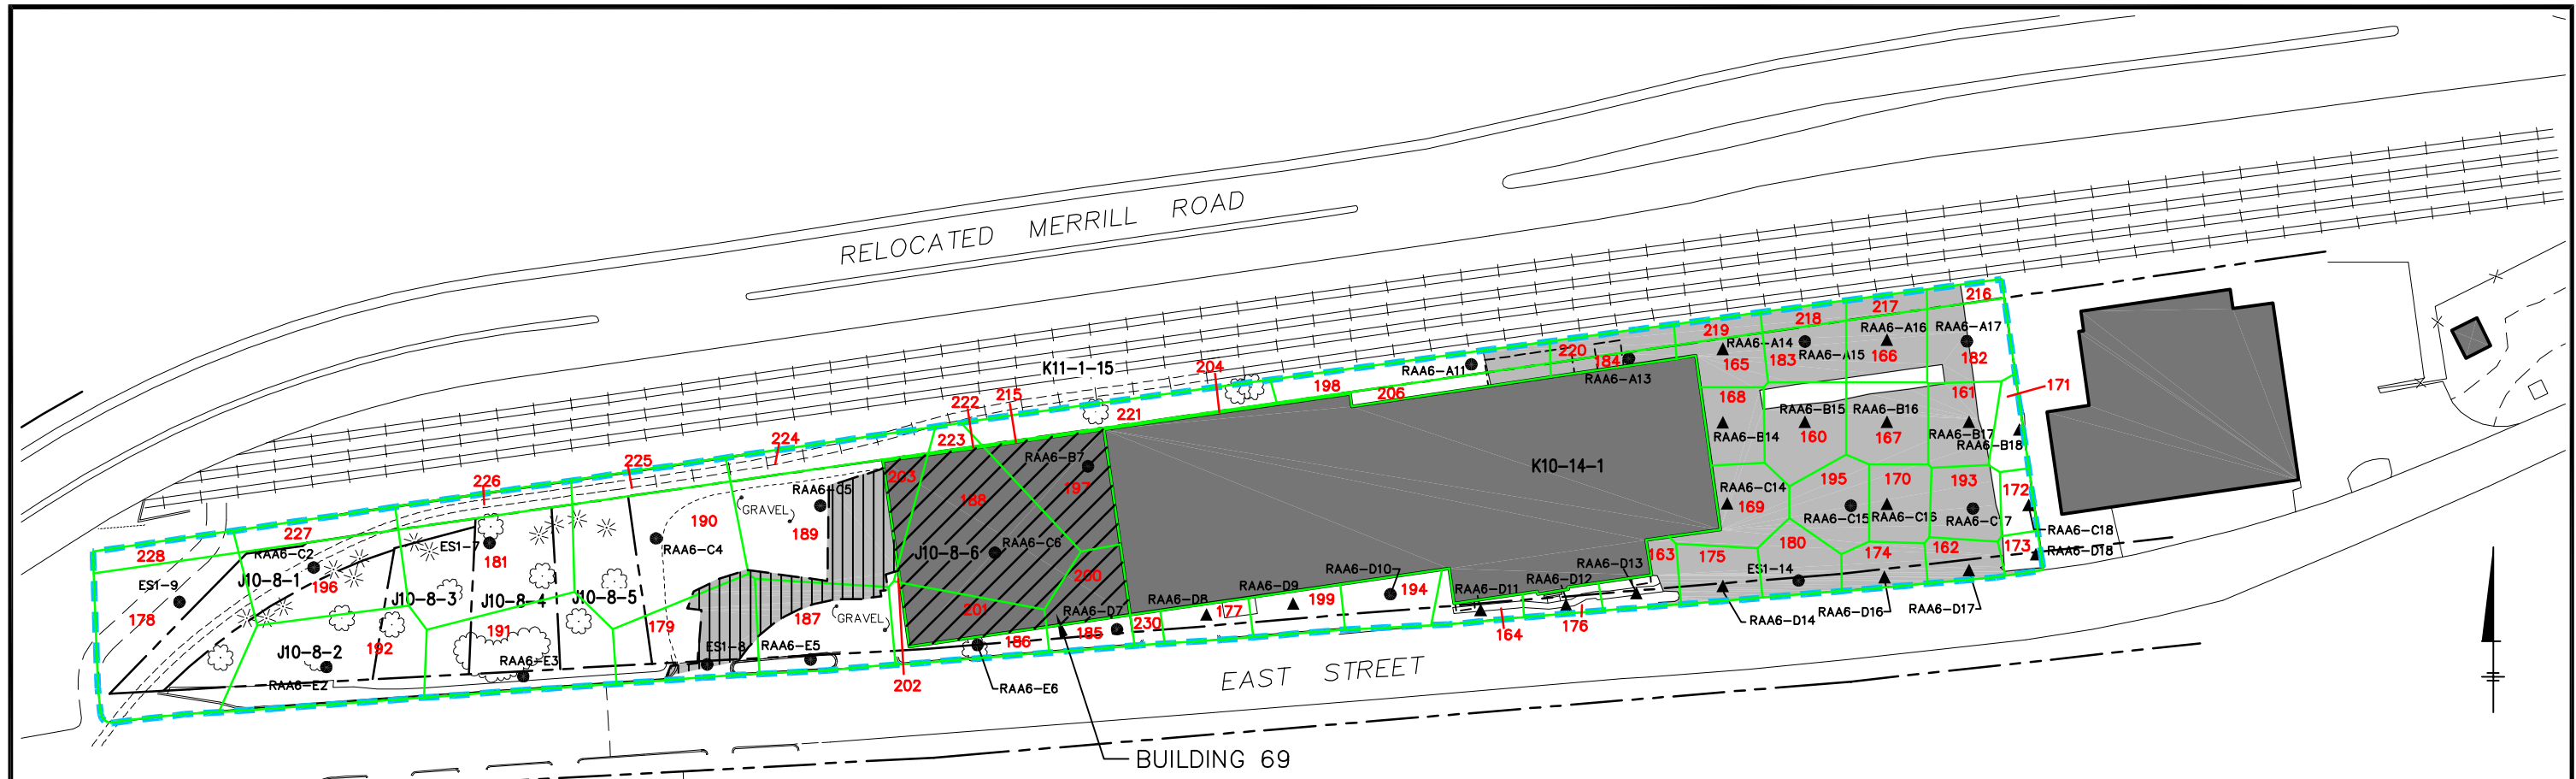 RELOCATED MERRILL ROAD
K11-1-15
204
198
206
RAA6-A11
220
184
RAA6-A13
219
218
217
216
RAA6-A14
165
183
RAA6-A15
RAA6-A16
166
RAA6-A17
182
171
168
RAA6-B14
RAA6-B15
160
RAA6-B16
167
161
RAA6-B17
RAA6-B18
222
215
221
223
224
225
226
227
228
RAA6-C2
J10-8-1
196
ES1-9
178
ES1-7
181
J10-8-3
J10-8-4
J10-8-5
191
192
J10-8-2
RAA6-E2
RAA6-E3
190
RAA6-C4
GRAVEL
RAA6-C5
189
179
187
GRAVEL
ES1-8
RAA6-E5
203
188
RAA6-B7
197
J10-8-6
RAA6-C6
200
201
RAA6-D7
186
185
230
202
RAA6-E6
K10-14-1
RAA6-D8
177
RAA6-D9
199
RAA6-D10
194
RAA6-D11
RAA6-D12
RAA6-D13
164
176
163
175
RAA6-C14
169
195
RAA6-C15
170
RAA6-C16
193
RAA6-C17
172
RAA6-C18
173
RAA6-D18
180
174
162
ES1-14
RAA6-D14
RAA6-D16
RAA6-D17
EAST STREET
BUILDING 69